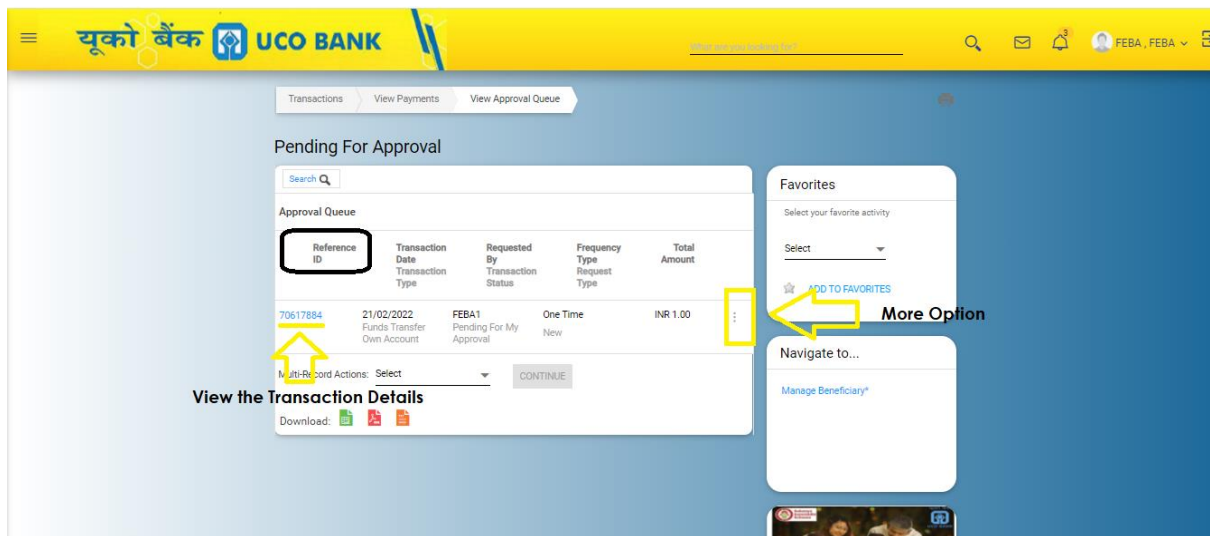 यूको बैंक UCO BANK
What are you looking for?
3
FEBA , FEBA
Transactions View Payments View Approval Queue
Pending For Approval
Search
Approval Queue
Reference ID
Transaction Date
Transaction Type
Requested By
Transaction Status
Frequency Type
Request Type
Total Amount
70617884
21/02/2022
Funds Transfer
Own Account
FEBA1
Pending For My
Approval
One Time
New
INR 1.00
Multi-Record Actions: Select CONTINUE
View the Transaction Details
Download:
Favorites
Select your favorite activity
Select
ADD TO FAVORITES
More Option
Navigate to...
Manage Beneficiary*